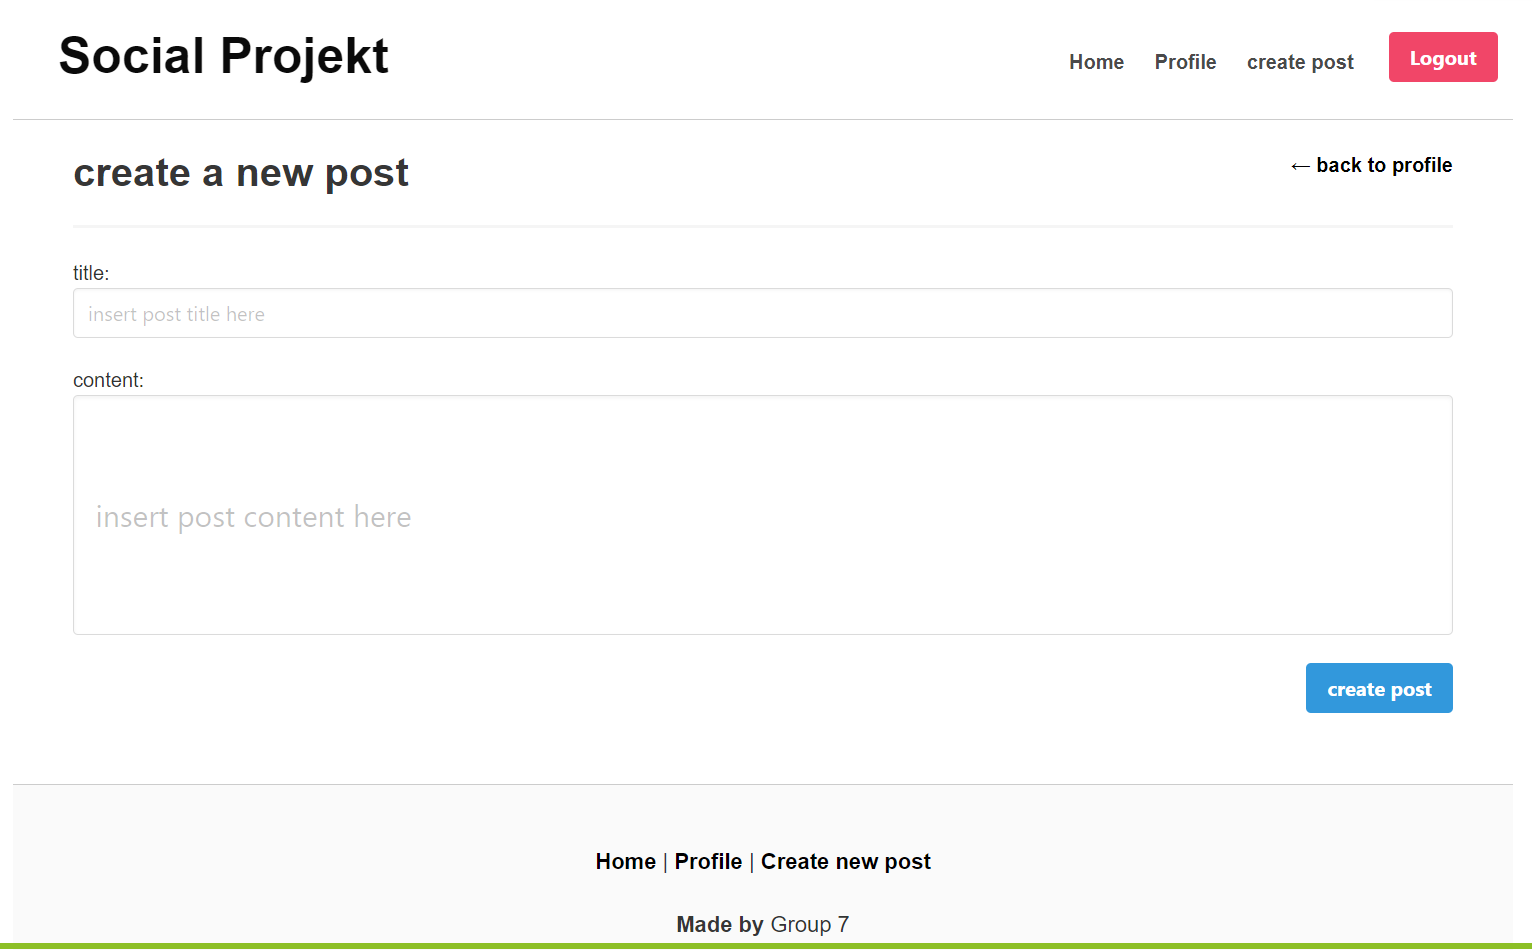 Social Projekt
Home Profile create post Logout
create a new post
← back to profile
title:
insert post title here
content:
insert post content here
create post
Home | Profile | Create new post
Made by Group 7